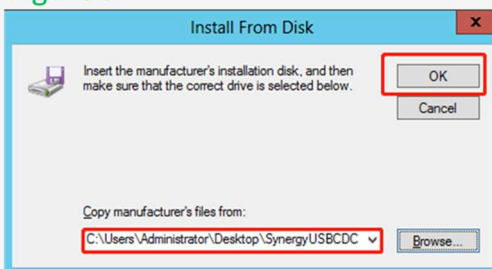 Install From Disk
x
Insert the manufacturer's installation disk, and then
make sure that the correct drive is selected below.
OK
Cancel
Copy manufacturer's files from:
C:\Users\Administrator\Desktop\SynergyUSBCDC
Browse...